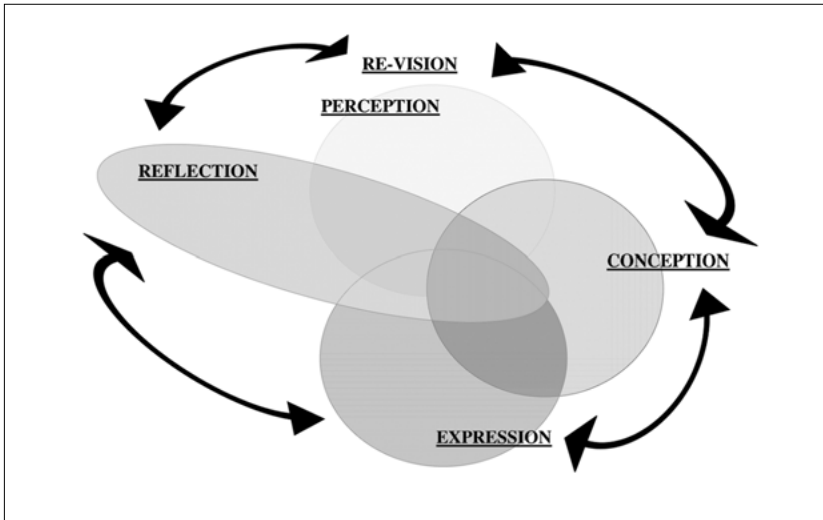 RE-VISION
PERCEPTION
REFLECTION
CONCEPTION
EXPRESSION